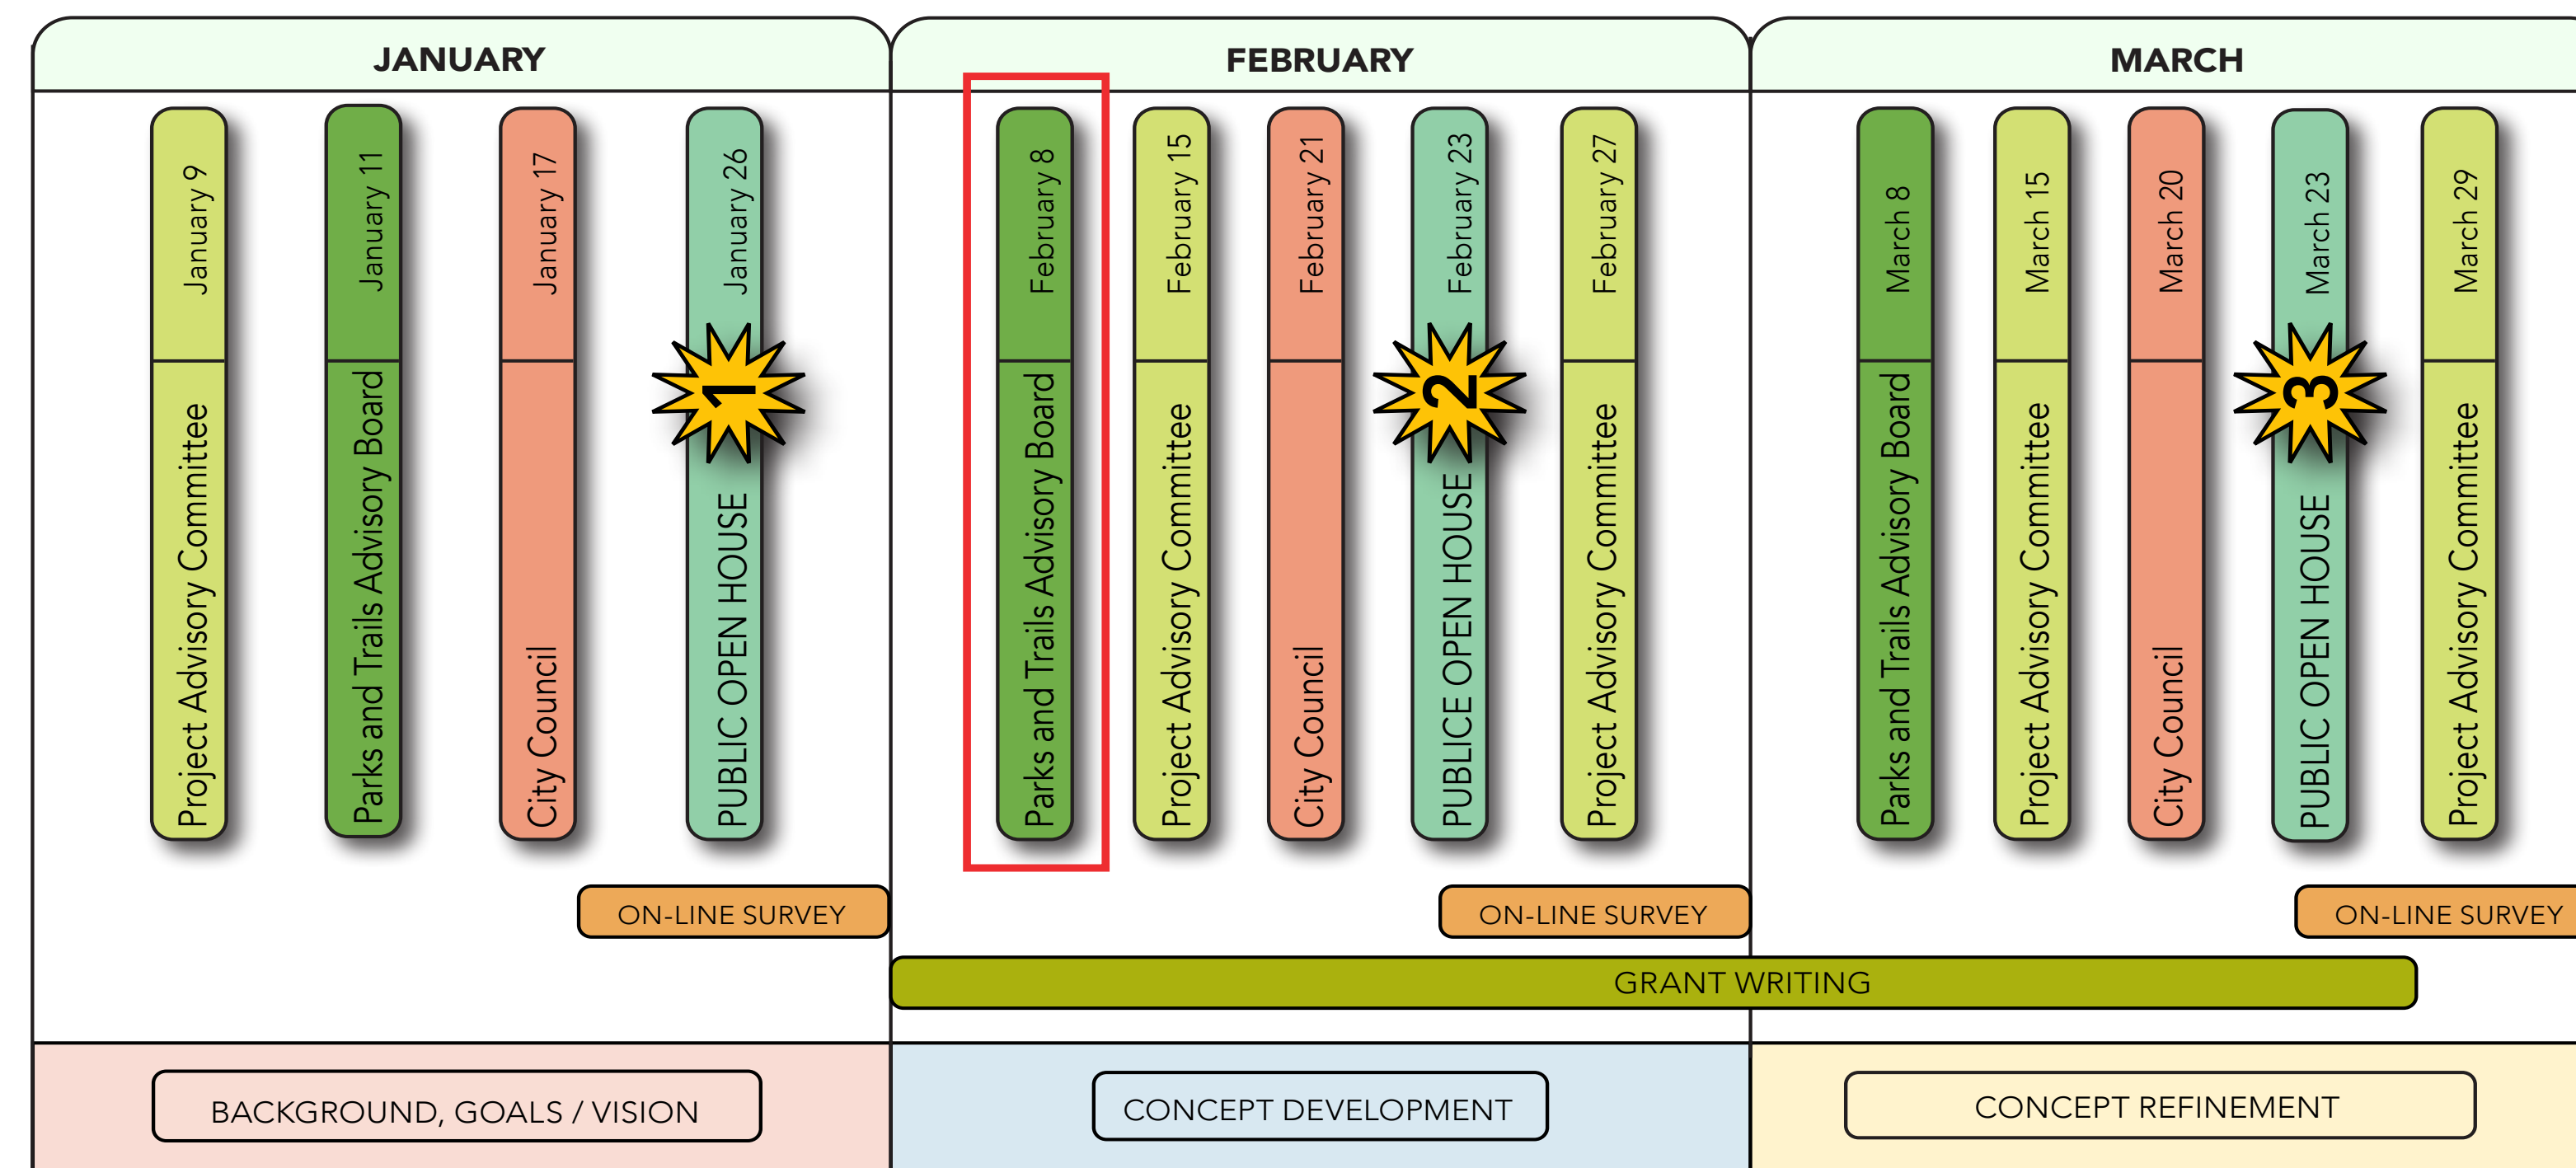 JANUARY
FEBRUARY
MARCH
January 9
Project Advisory Committee
January 11
Parks and Trails Advisory Board
January 17
City Council
January 26
1
PUBLIC OPEN HOUSE
February 8
Parks and Trails Advisory Board
February 15
Project Advisory Committee
February 21
City Council
February 23
2
PUBLICE OPEN HOUSE
February 27
Project Advisory Committee
March 8
Parks and Trails Advisory Board
March 15
Project Advisory Committee
March 20
City Council
March 23
3
PUBLIC OPEN HOUSE
March 29
Project Advisory Committee
ON-LINE SURVEY
ON-LINE SURVEY
ON-LINE SURVEY
GRANT WRITING
BACKGROUND, GOALS / VISION
CONCEPT DEVELOPMENT
CONCEPT REFINEMENT